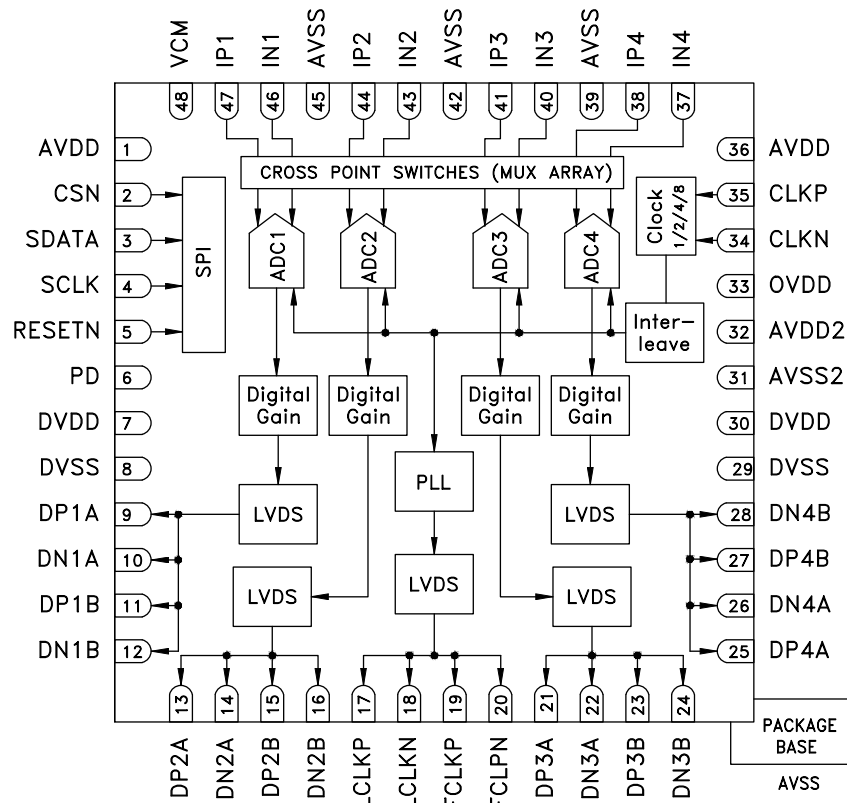 VCM
IP1
IN1
AVSS
IP2
IN2
AVSS
IP3
IN3
AVSS
IP4
IN4
48
47
46
45
44
43
42
41
40
39
38
37
AVDD
1
CSN
2
SDATA
3
SCLK
4
RESETN
5
PD
6
DVDD
7
DVSS
8
DP1A
9
DN1A
10
DP1B
11
DN1B
12
CROSS POINT SWITCHES (MUX ARRAY)
SPI
ADC1
ADC2
ADC3
ADC4
Clock
1/2/4/8
Inter-
leave
Digital
Gain
Digital
Gain
Digital
Gain
Digital
Gain
PLL
LVDS
LVDS
LVDS
LVDS
LVDS
36
AVDD
35
CLKP
34
CLKN
33
OVDD
32
AVDD2
31
AVSS2
30
DVDD
29
DVSS
28
DN4B
27
DP4B
26
DN4A
25
DP4A
13
14
15
16
17
18
19
20
21
22
23
24
DP2A
DN2A
DP2B
DN2B
LCLKP
LCLKN
FCLKP
FCLPN
DP3A
DN3A
DP3B
DN3B
PACKAGE
BASE
AVSS